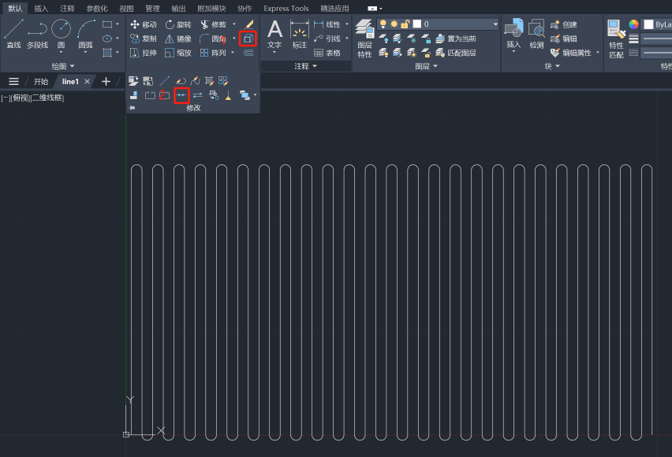 默认 插入 注释 参数化 视图 管理 输出 附加模块 协作 Express Tools 精选应用
直线 多段线 圆 圆弧
移动 旋转 修剪
复制 镜像 圆角
拉伸 缩放 阵列
文字 标注
线性
引线
表格
图层
特性
0
置为当前
匹配图层
插入 检测
创建
编辑
编辑属性
特性
匹配
ByLa
绘图 注释 图层 块 特性
开始 line1
修改
[−][俯视][二维线框]
Y
X